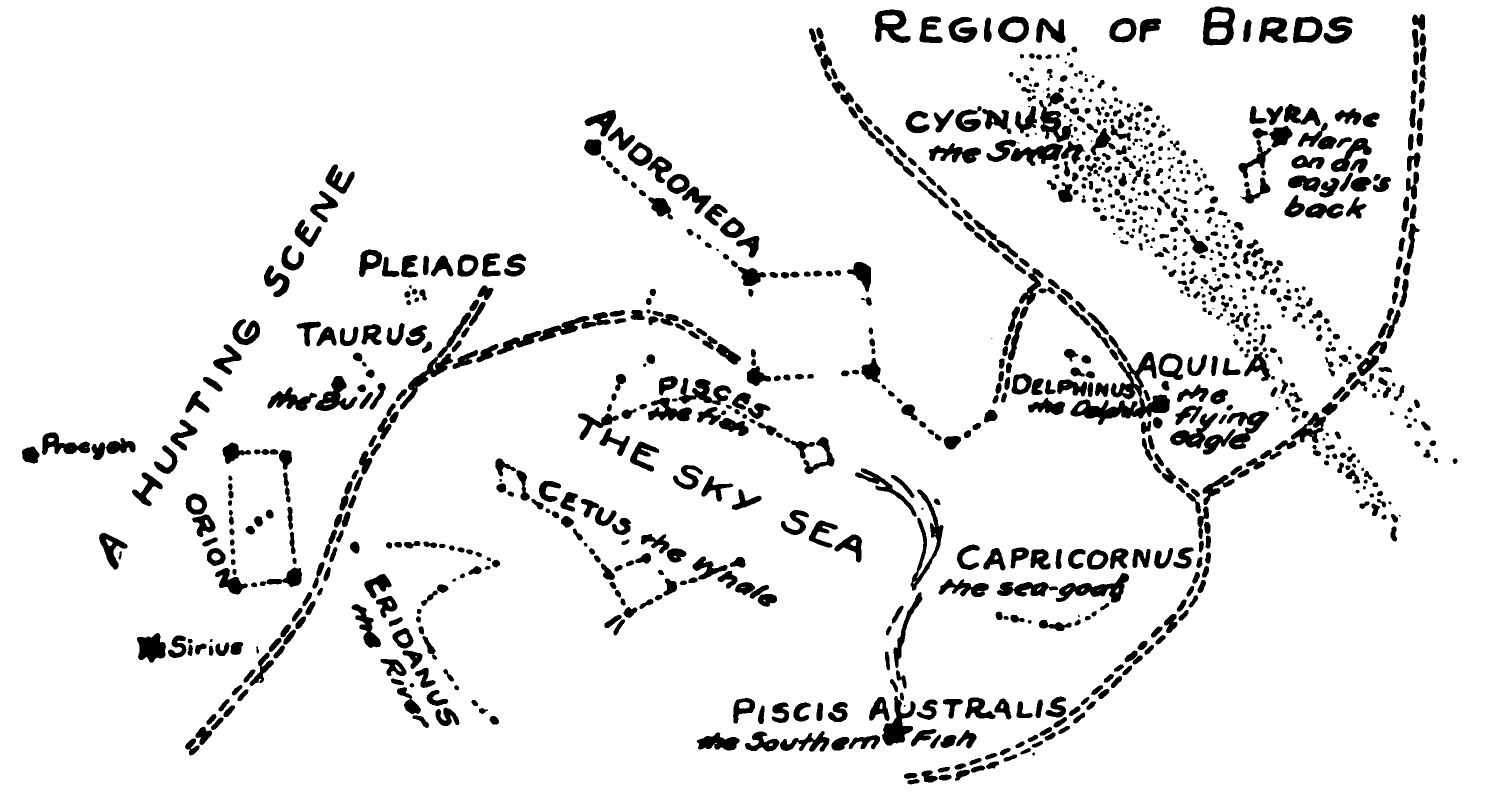 REGION OF BIRDS
CYGNUS,
the Swan
LYRA, the
Harp,
on an
eagle's
back
ANDROMEDA
A HUNTING SCENE
PLEIADES
TAURUS,
the Bull
Procyon
ORION
Sirius
ERIDANUS
the River
PISCES
the fish
THE SKY SEA
CETUS, the Whale
DELPHINUS
the Dolphin
AQUILA
the
flying
eagle
CAPRICORNUS
the sea-goat
PISCIS AUSTRALIS,
the Southern Fish